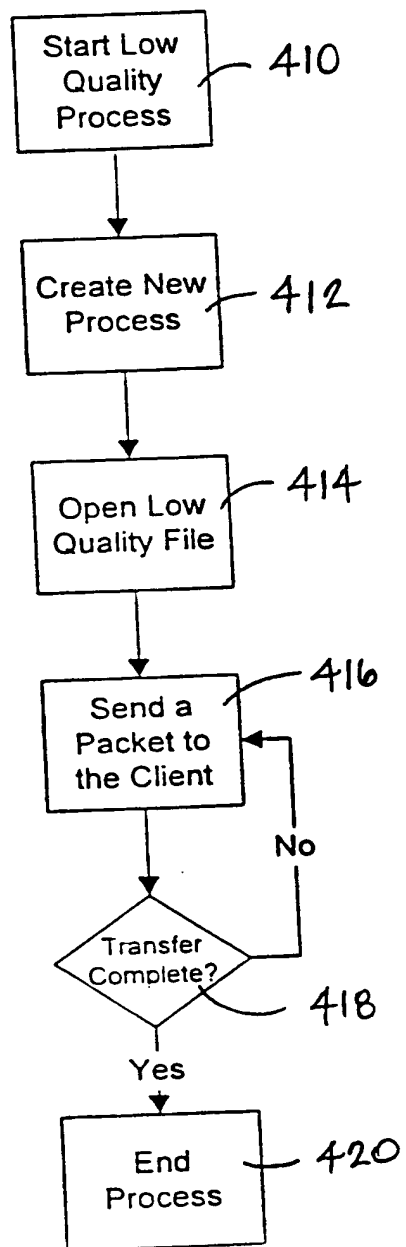 Start Low
Quality
Process
410
Create New
Process
412
Open Low
Quality File
414
Send a
Packet to
the Client
416
No
Transfer
Complete?
418
Yes
End
Process
420